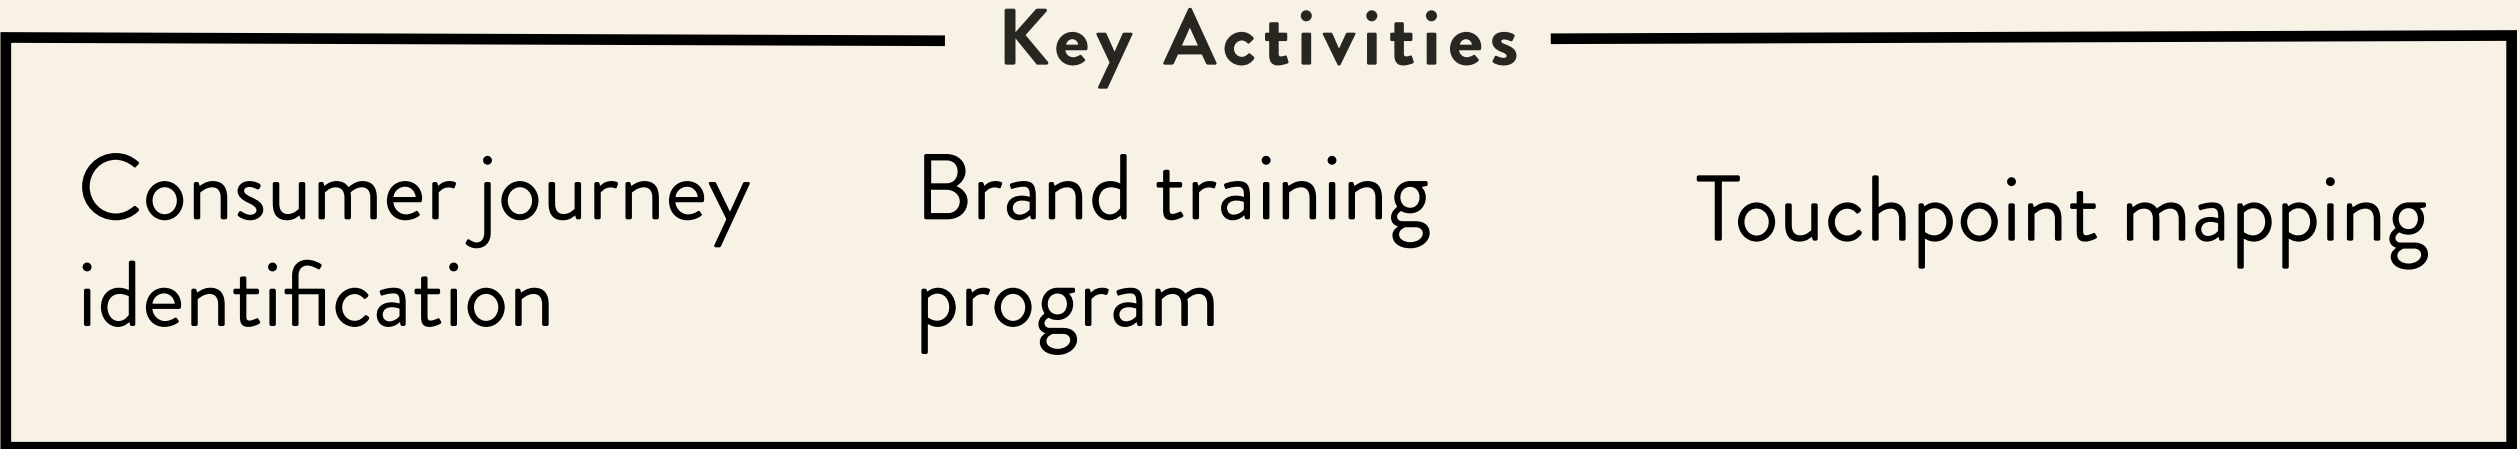 Key Activities
Consumer journey
identification
Brand training
program
Touchpoint mapping